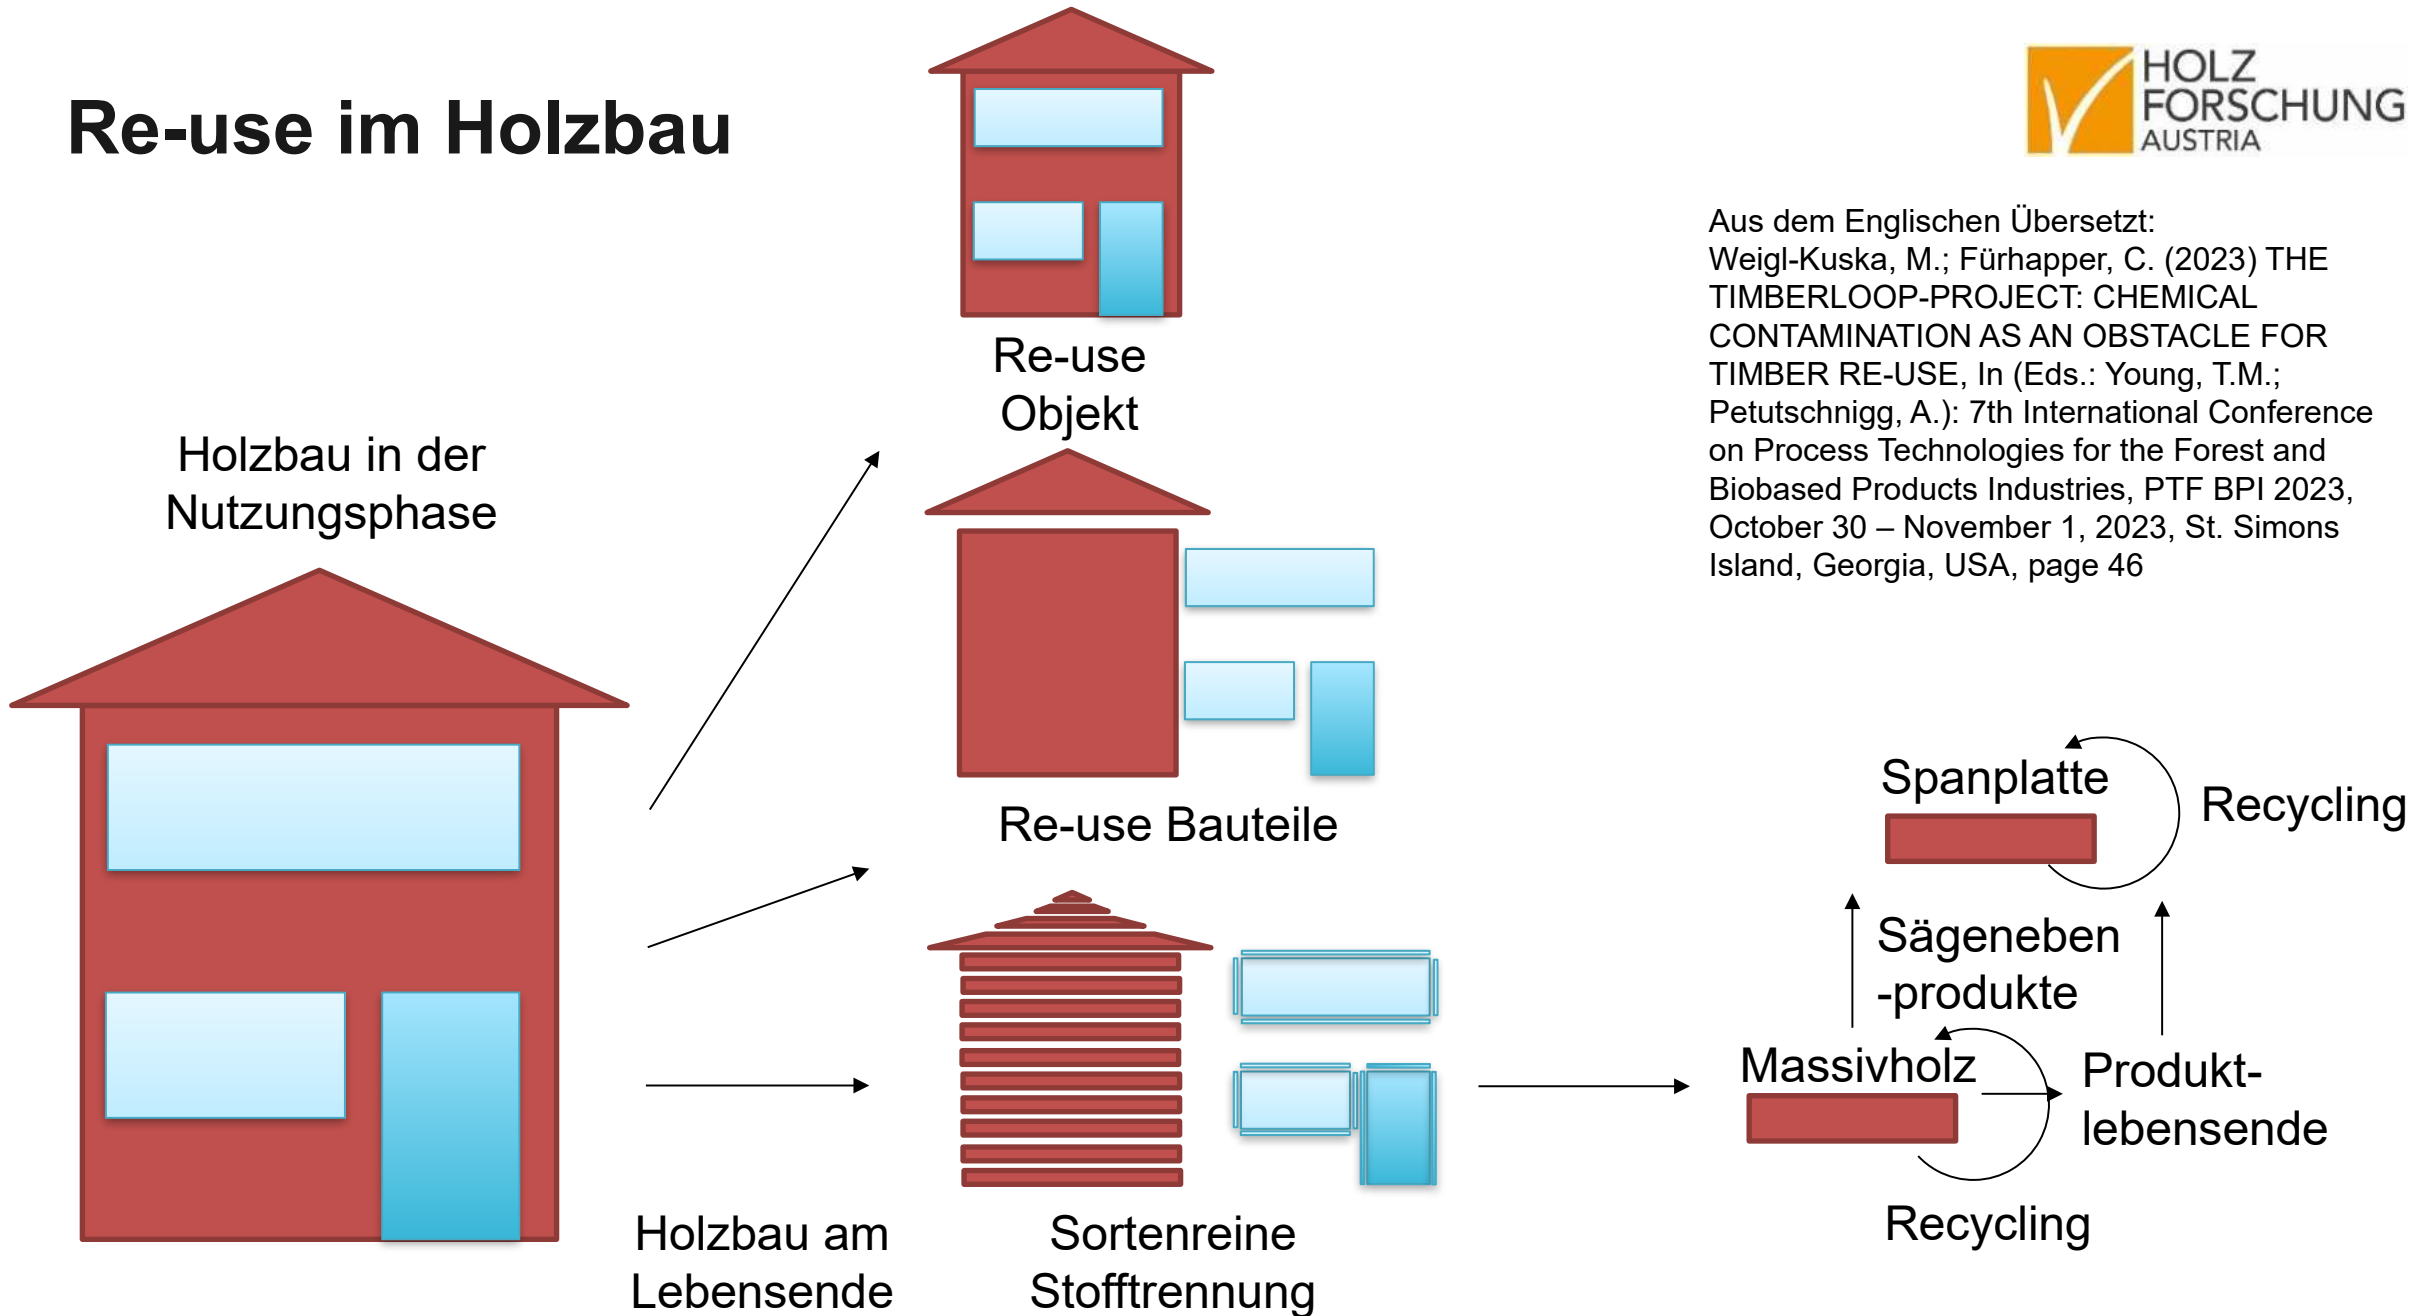 Re-use im Holzbau
HOLZ
FORSCHUNG
AUSTRIA
Aus dem Englischen Übersetzt:
Weigl-Kuska, M.; Fürhapper, C. (2023) THE
TIMBERLOOP-PROJECT: CHEMICAL
CONTAMINATION AS AN OBSTACLE FOR
TIMBER RE-USE, In (Eds.: Young, T.M.;
Petutschnigg, A.): 7th International Conference
on Process Technologies for the Forest and
Biobased Products Industries, PTF BPI 2023,
October 30 – November 1, 2023, St. Simons
Island, Georgia, USA, page 46
Holzbau in der
Nutzungsphase
Re-use
Objekt
Re-use Bauteile
Holzbau am
Lebensende
Sortenreine
Stofftrennung
Spanplatte
Recycling
Sägeneben
-produkte
Massivholz
Produkt-
lebensende
Recycling